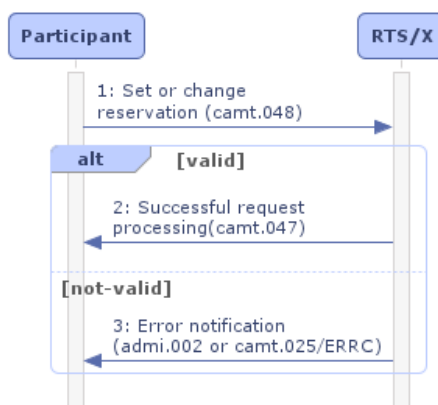 Participant
RTS/X
1: Set or change
reservation (camt.048)
alt
[valid]
2: Successful request
processing(camt.047)
[not-valid]
3: Error notification
(admi.002 or camt.025/ERRC)